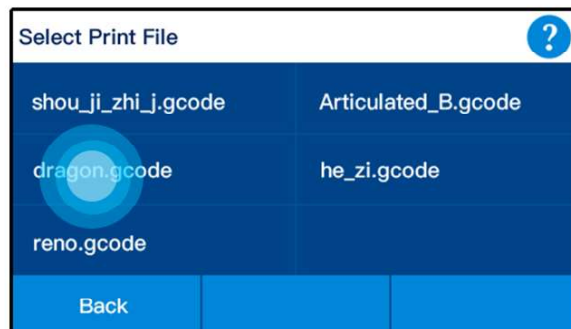 Select Print File
?
shou_ji_zhi_j.gcode
Articulated_B.gcode
dragon.gcode
he_zi.gcode
reno.gcode
Back